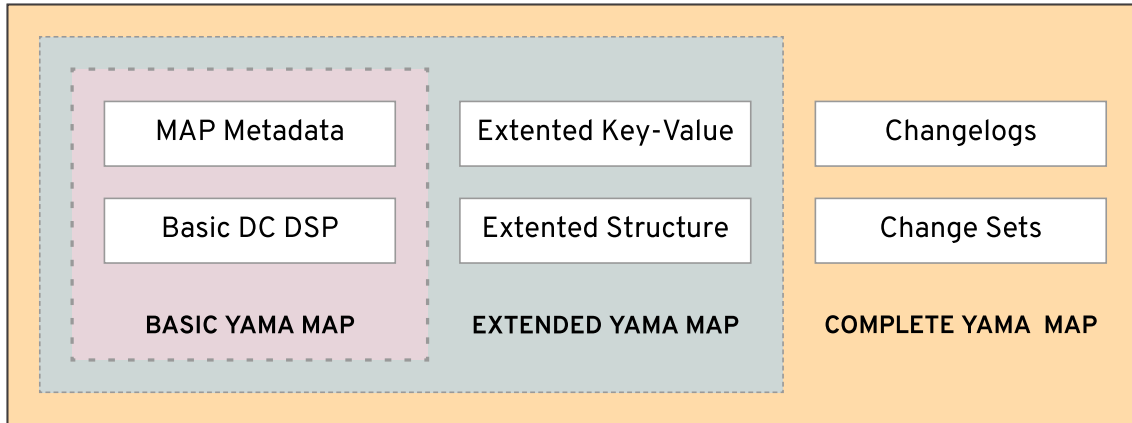 MAP Metadata
Basic DC DSP
BASIC YAMA MAP
Extented Key-Value
Extented Structure
EXTENDED YAMA MAP
Changelogs
Change Sets
COMPLETE YAMA MAP